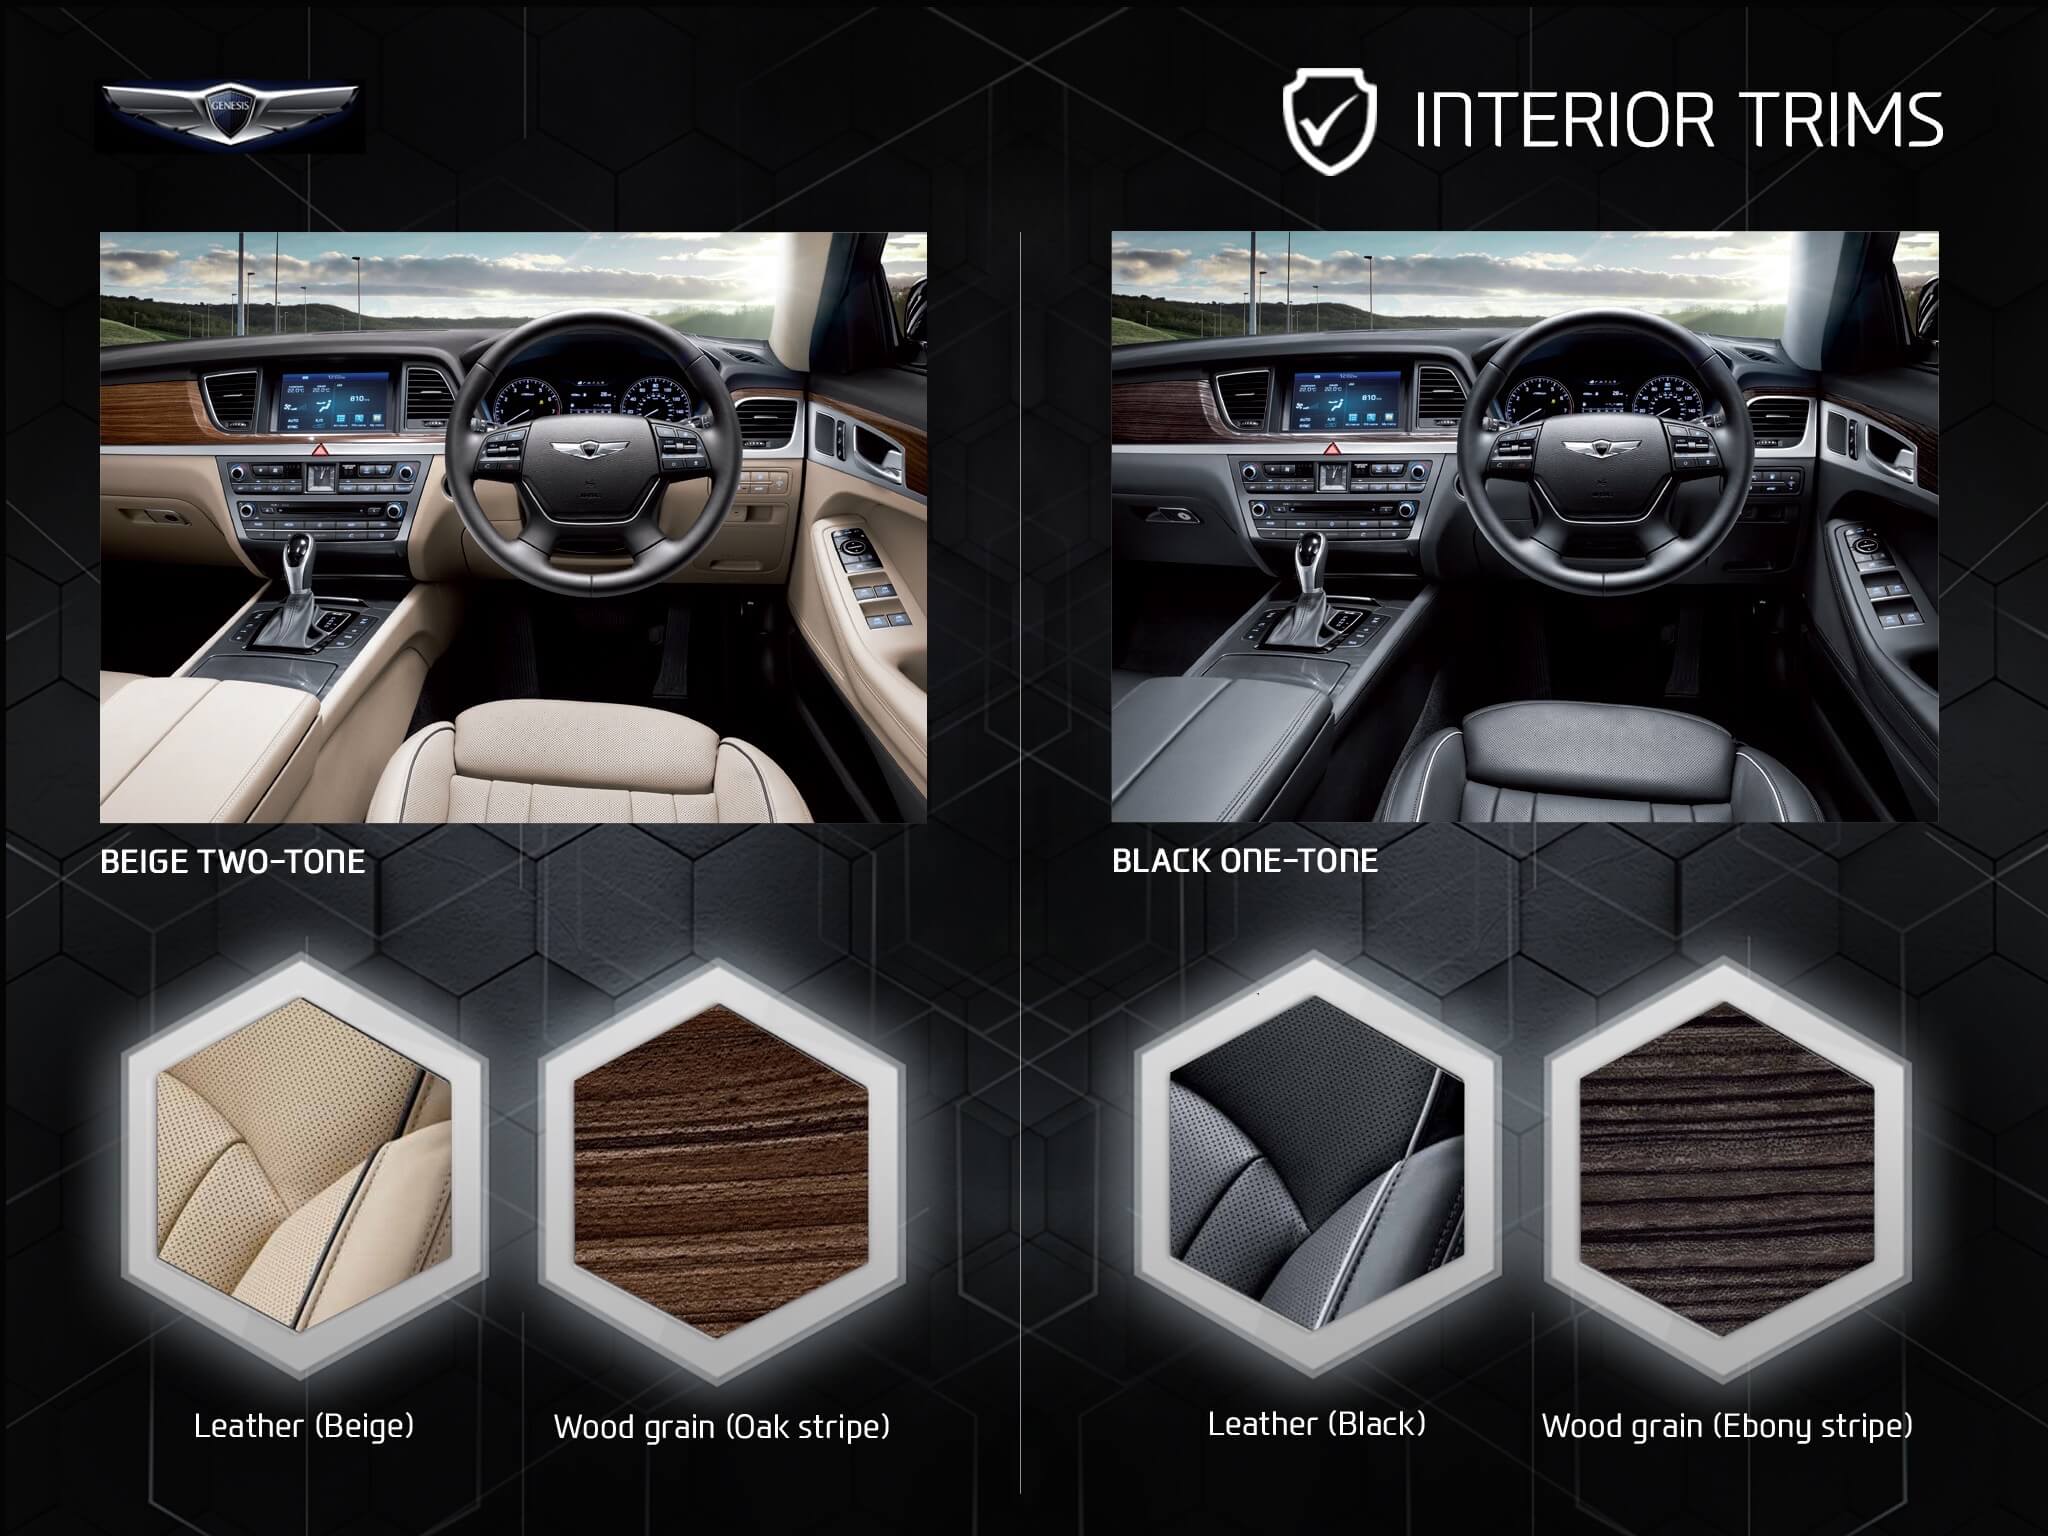 GENESIS
INTERIOR TRIMS
BEIGE TWO-TONE
BLACK ONE-TONE
Leather (Beige)
Wood grain (Oak stripe)
Leather (Black)
Wood grain (Ebony stripe)